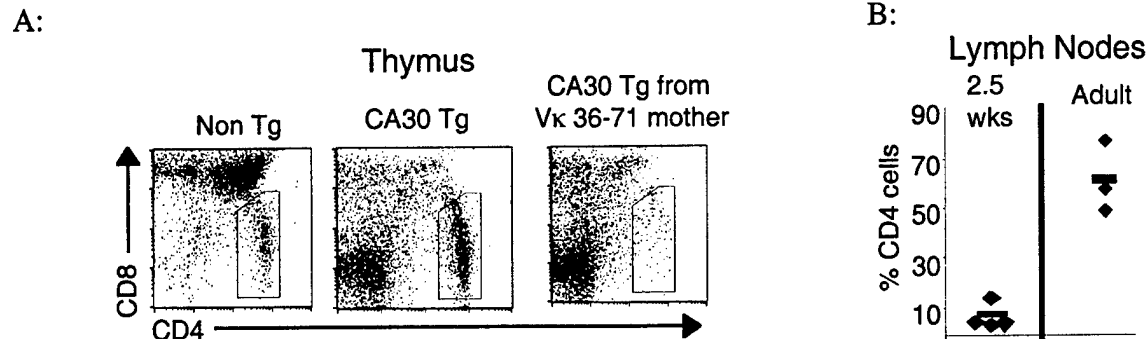 A:
Thymus
Non Tg
CA30 Tg
CA30 Tg from
Vκ 36-71 mother
CD8
CD4
B:
Lymph Nodes
2.5
wks
Adult
% CD4 cells
90
70
50
30
10